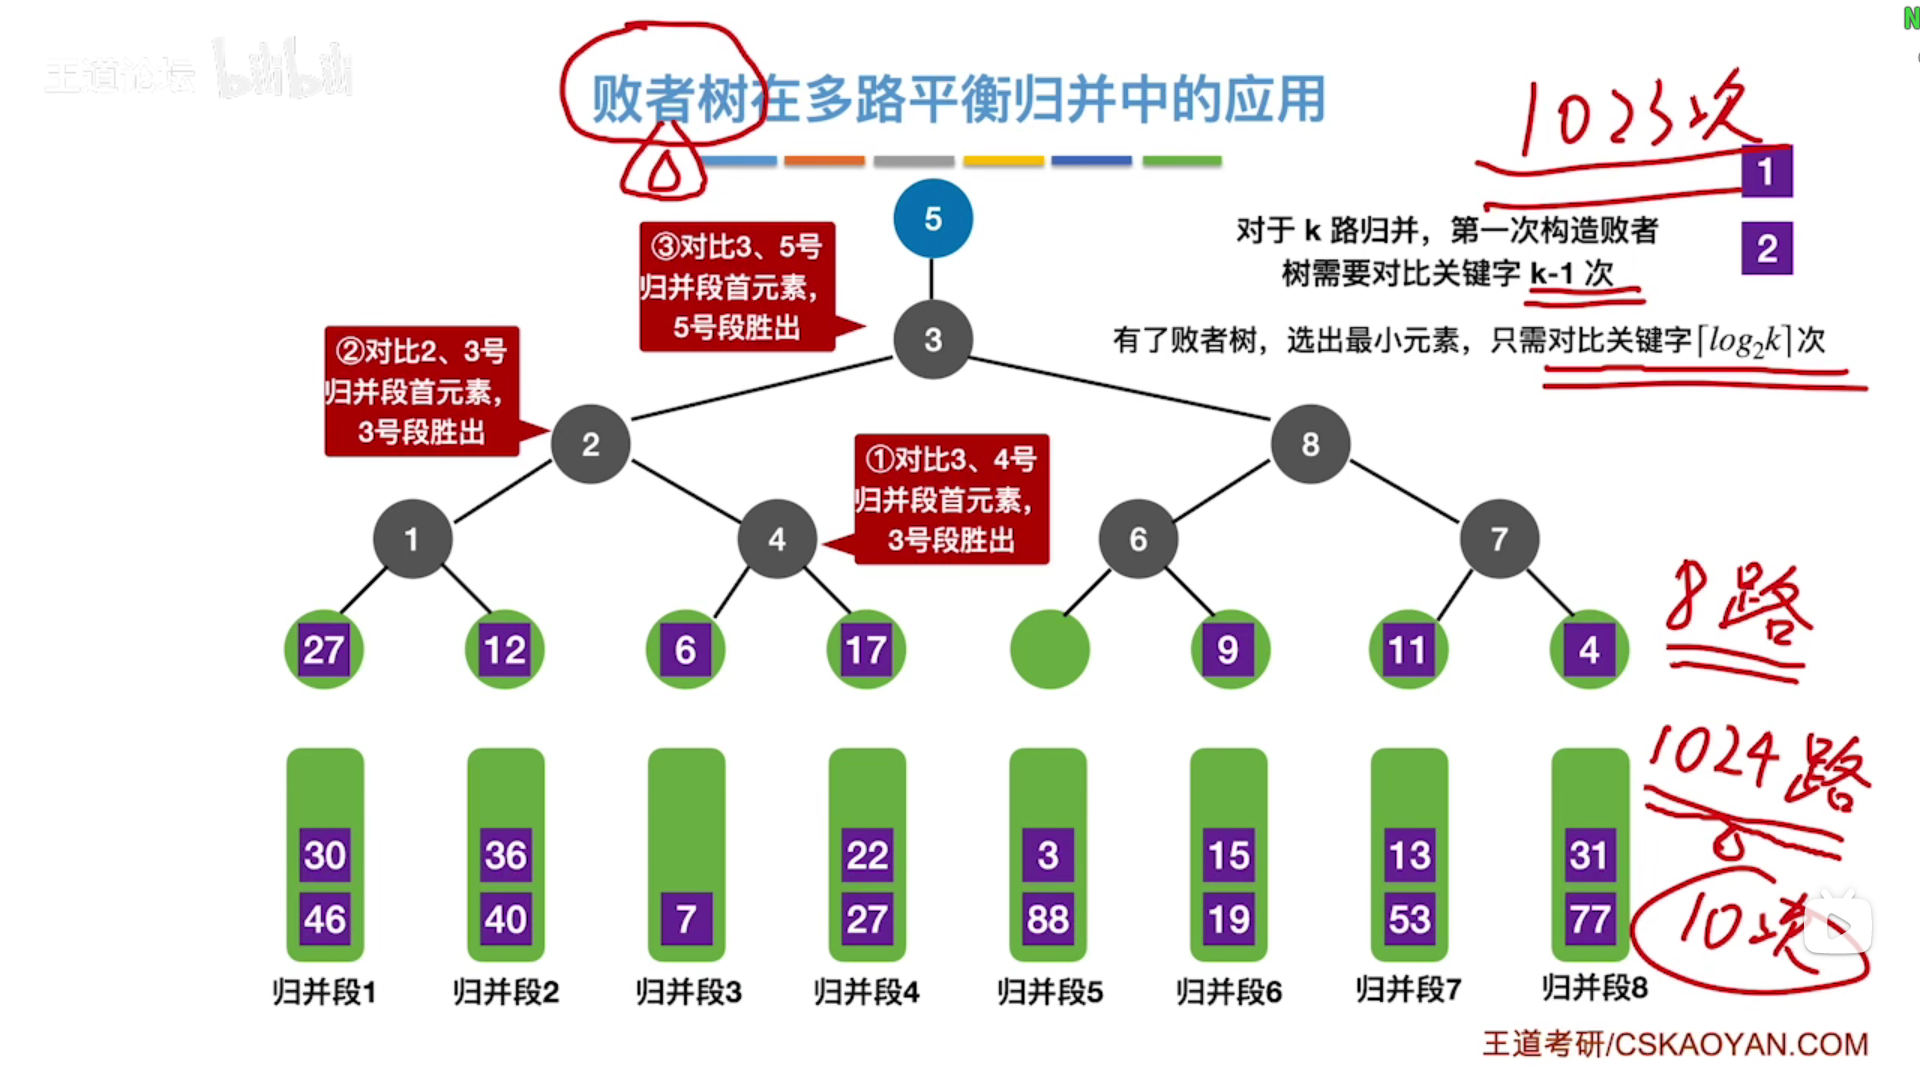 王道论坛 bilibili
N
败者树在多路平衡归并中的应用
1023次
1
2
对于 k 路归并，第一次构造败者
树需要对比关键字 k-1 次
有了败者树，选出最小元素，只需对比关键字⌈log₂k⌉次
5
③对比3、5号
归并段首元素，
5号段胜出
3
②对比2、3号
归并段首元素，
3号段胜出
2
8
①对比3、4号
归并段首元素，
3号段胜出
1
4
6
7
8路
27 12 6 17 9 11 4
1024路
30 36 22 3 15 13 31
46 40 7 27 88 19 53 77
10次
归并段1 归并段2 归并段3 归并段4 归并段5 归并段6 归并段7 归并段8
王道考研/CSKAOYAN.COM